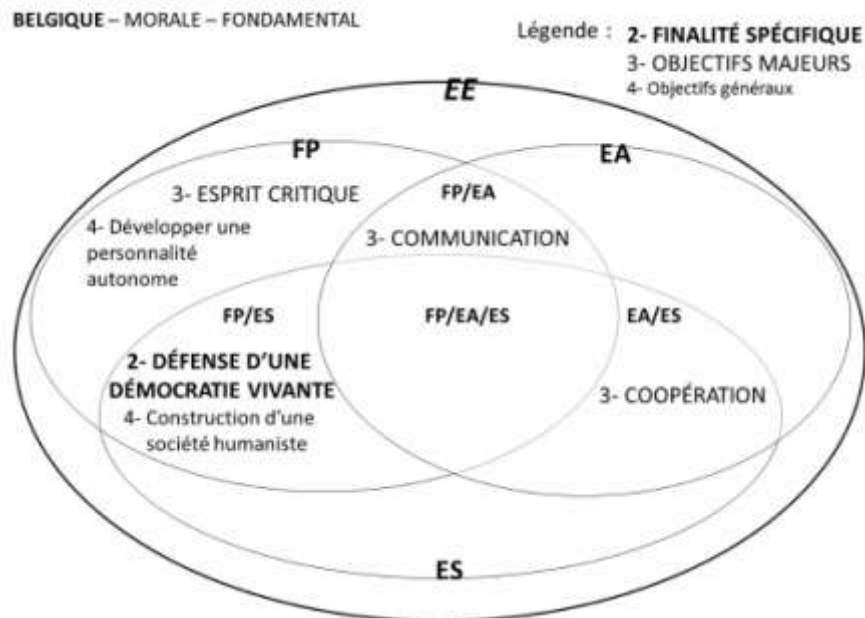 BELGIQUE – MORALE – FONDAMENTAL
Légende : 2- FINALITÉ SPÉCIFIQUE
3- OBJECTIFS MAJEURS
4- Objectifs généraux
EE
FP
EA
3- ESPRIT CRITIQUE
FP/EA
4- Développer une
personnalité
autonome
3- COMMUNICATION
FP/ES
FP/EA/ES
EA/ES
2- DÉFENSE D’UNE
DÉMOCRATIE VIVANTE
4- Construction d’une
société humaniste
3- COOPÉRATION
ES